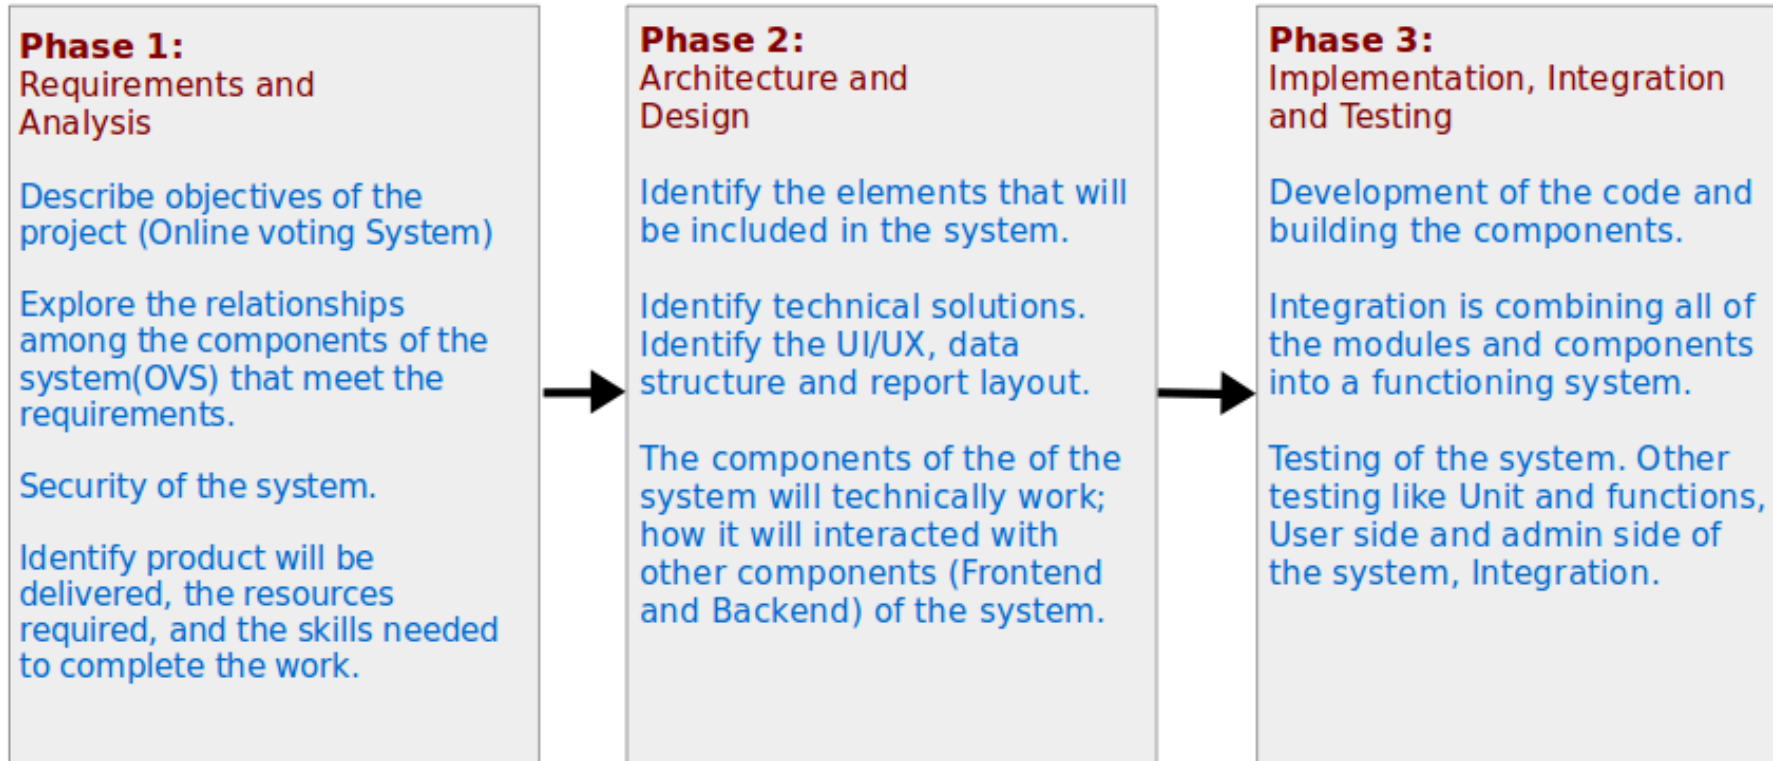 Phase 1:
Requirements and
Analysis
Describe objectives of the
project (Online voting System)
Explore the relationships
among the components of the
system(OVS) that meet the
requirements.
Security of the system.
Identify product will be
delivered, the resources
required, and the skills needed
to complete the work.
Phase 2:
Architecture and
Design
Identify the elements that will
be included in the system.
Identify technical solutions.
Identify the UI/UX, data
structure and report layout.
The components of the of the
system will technically work;
how it will interacted with
other components (Frontend
and Backend) of the system.
Phase 3:
Implementation, Integration
and Testing
Development of the code and
building the components.
Integration is combining all of
the modules and components
into a functioning system.
Testing of the system. Other
testing like Unit and functions,
User side and admin side of
the system, Integration.